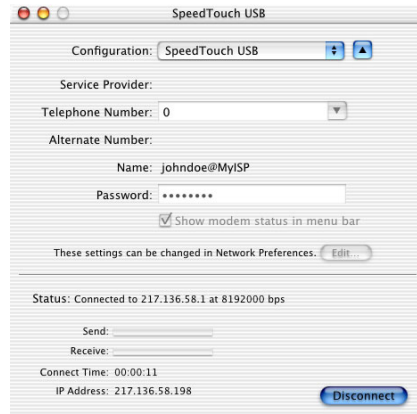 SpeedTouch USB
Configuration: SpeedTouch USB
Service Provider:
Telephone Number: 0
Alternate Number:
Name: johndoe@MyISP
Password: ••••••••
Show modem status in menu bar
These settings can be changed in Network Preferences. Edit...
Status: Connected to 217.136.58.1 at 8192000 bps
Send:
Receive:
Connect Time: 00:00:11
IP Address: 217.136.58.198
Disconnect